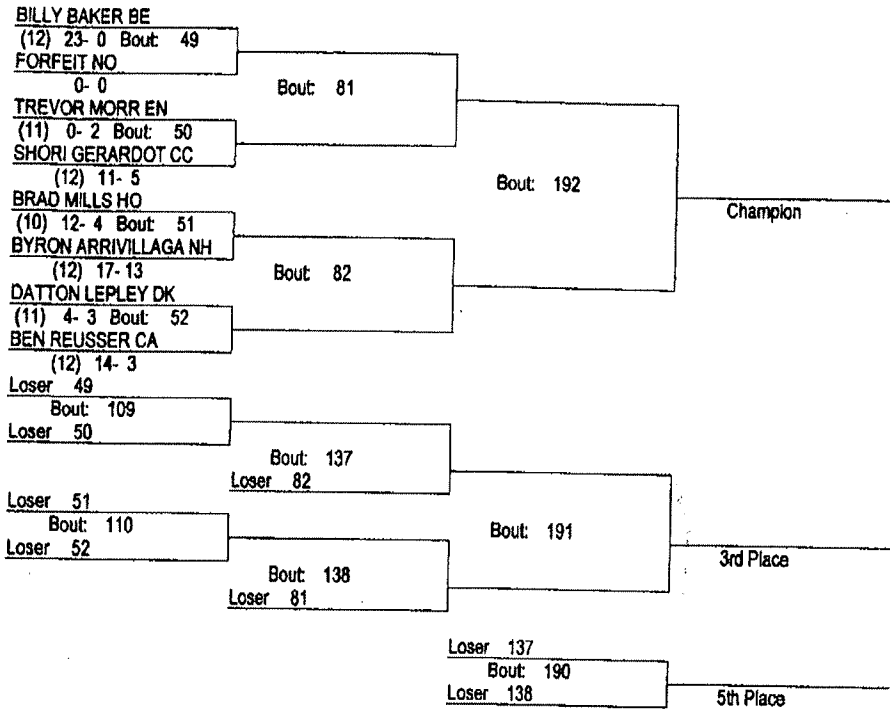 BILLY BAKER BE
(12) 23- 0 Bout: 49
FORFEIT NO
0- 0
Bout: 81
TREVOR MORR EN
(11) 0- 2 Bout: 50
SHORI GERARDOT CC
(12) 11- 5
Bout: 192
BRAD MILLS HO
Champion
(10) 12- 4 Bout: 51
BYRON ARRIVILLAGA NH
(12) 17- 13
Bout: 82
DATTON LEPLEY DK
(11) 4- 3 Bout: 52
BEN REUSSER CA
(12) 14- 3
Loser 49
Bout: 109
Loser 50
Bout: 137
Loser 82
Loser 51
Bout: 110
Loser 52
Bout: 191
3rd Place
Bout: 138
Loser 81
Loser 137
Bout: 190
Loser 138
5th Place